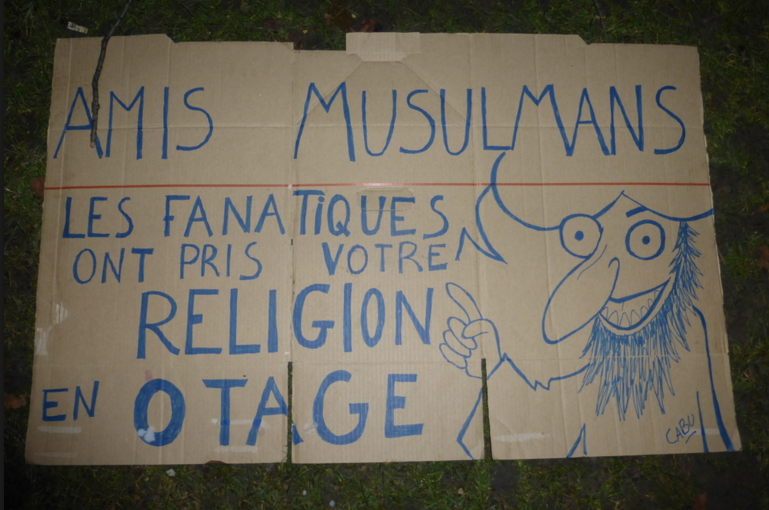 AMIS MUSULMANS
LES FANATIQUES
ONT PRIS VOTRE
RELIGION
EN OTAGE
CABU